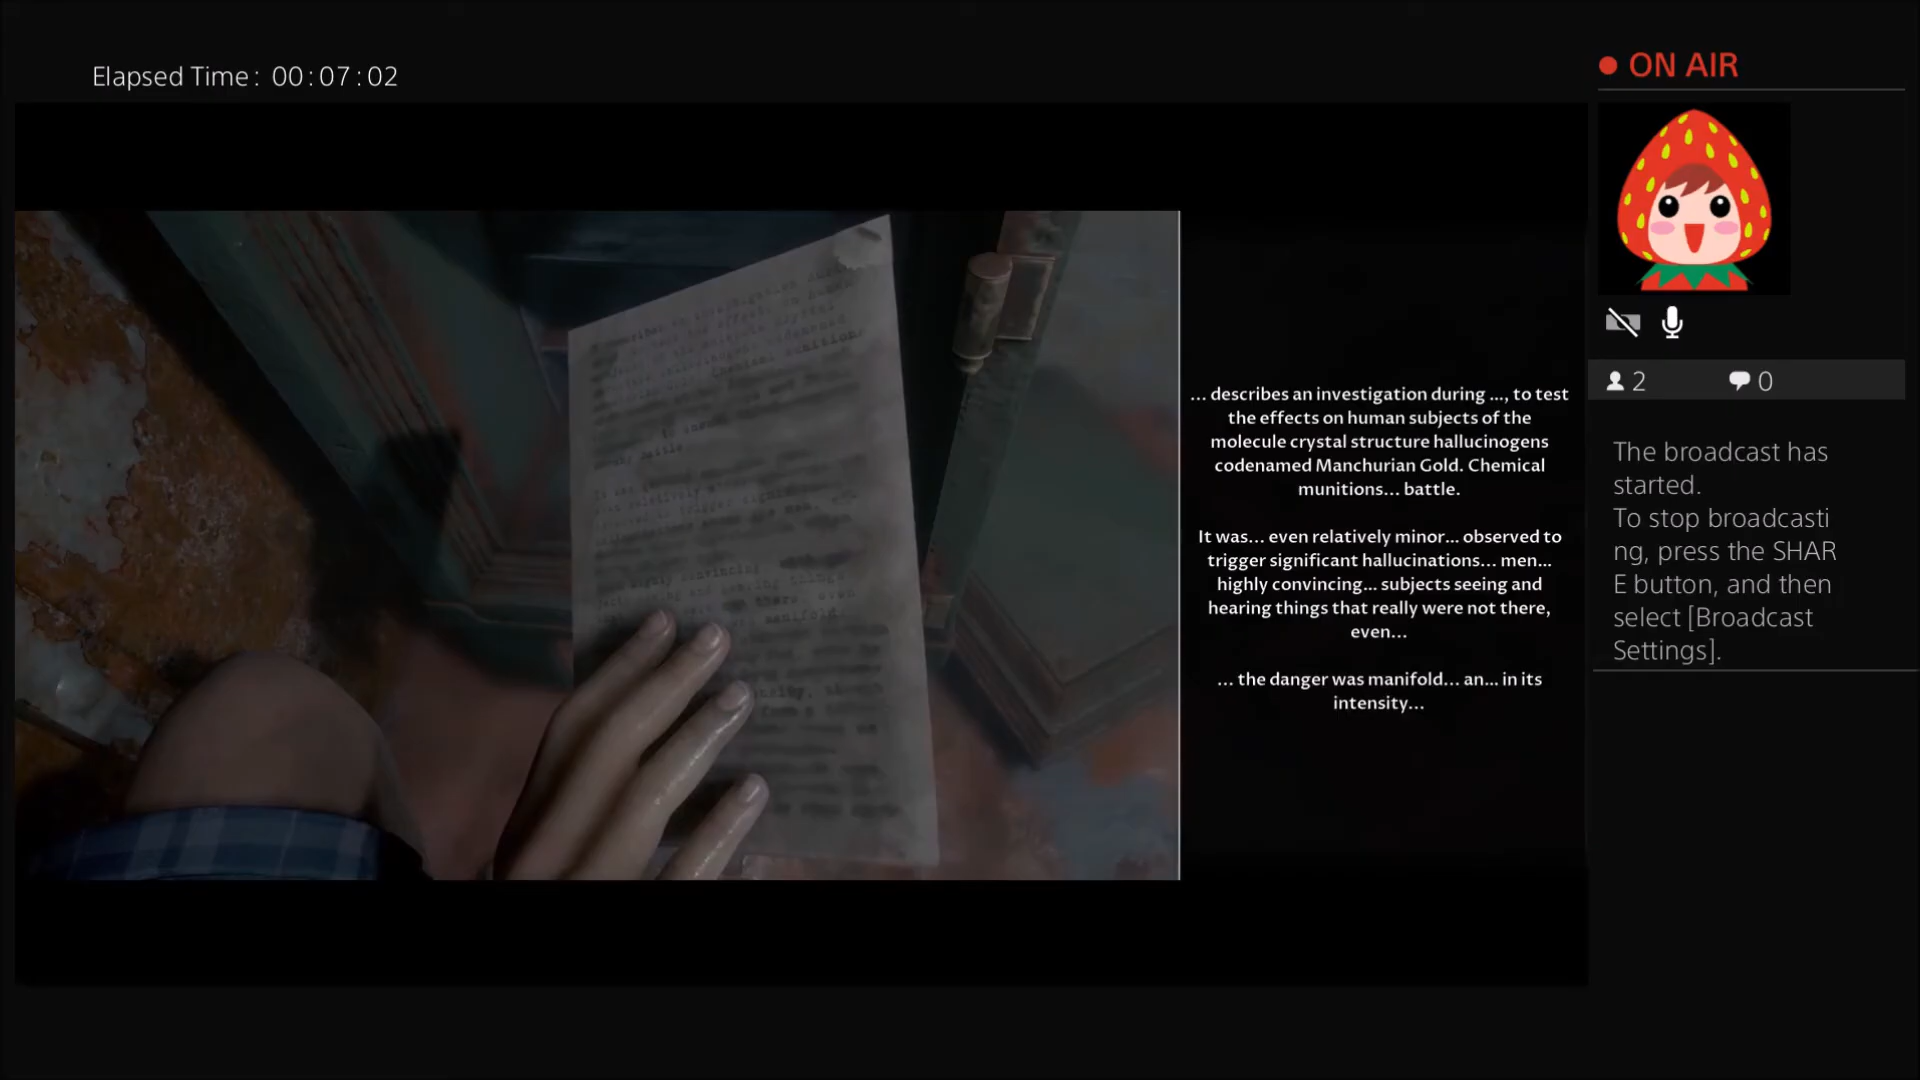 Elapsed Time: 00:07:02
ON AIR
2
0
... describes an investigation during ..., to test
the effects on human subjects of the
molecule crystal structure hallucinogens
codenamed Manchurian Gold. Chemical
munitions... battle.
It was... even relatively minor... observed to
trigger significant hallucinations... men...
highly convincing... subjects seeing and
hearing things that really were not there,
even...
... the danger was manifold... an... in its
intensity...
The broadcast has
started.
To stop broadcasti
ng, press the SHAR
E button, and then
select [Broadcast
Settings].